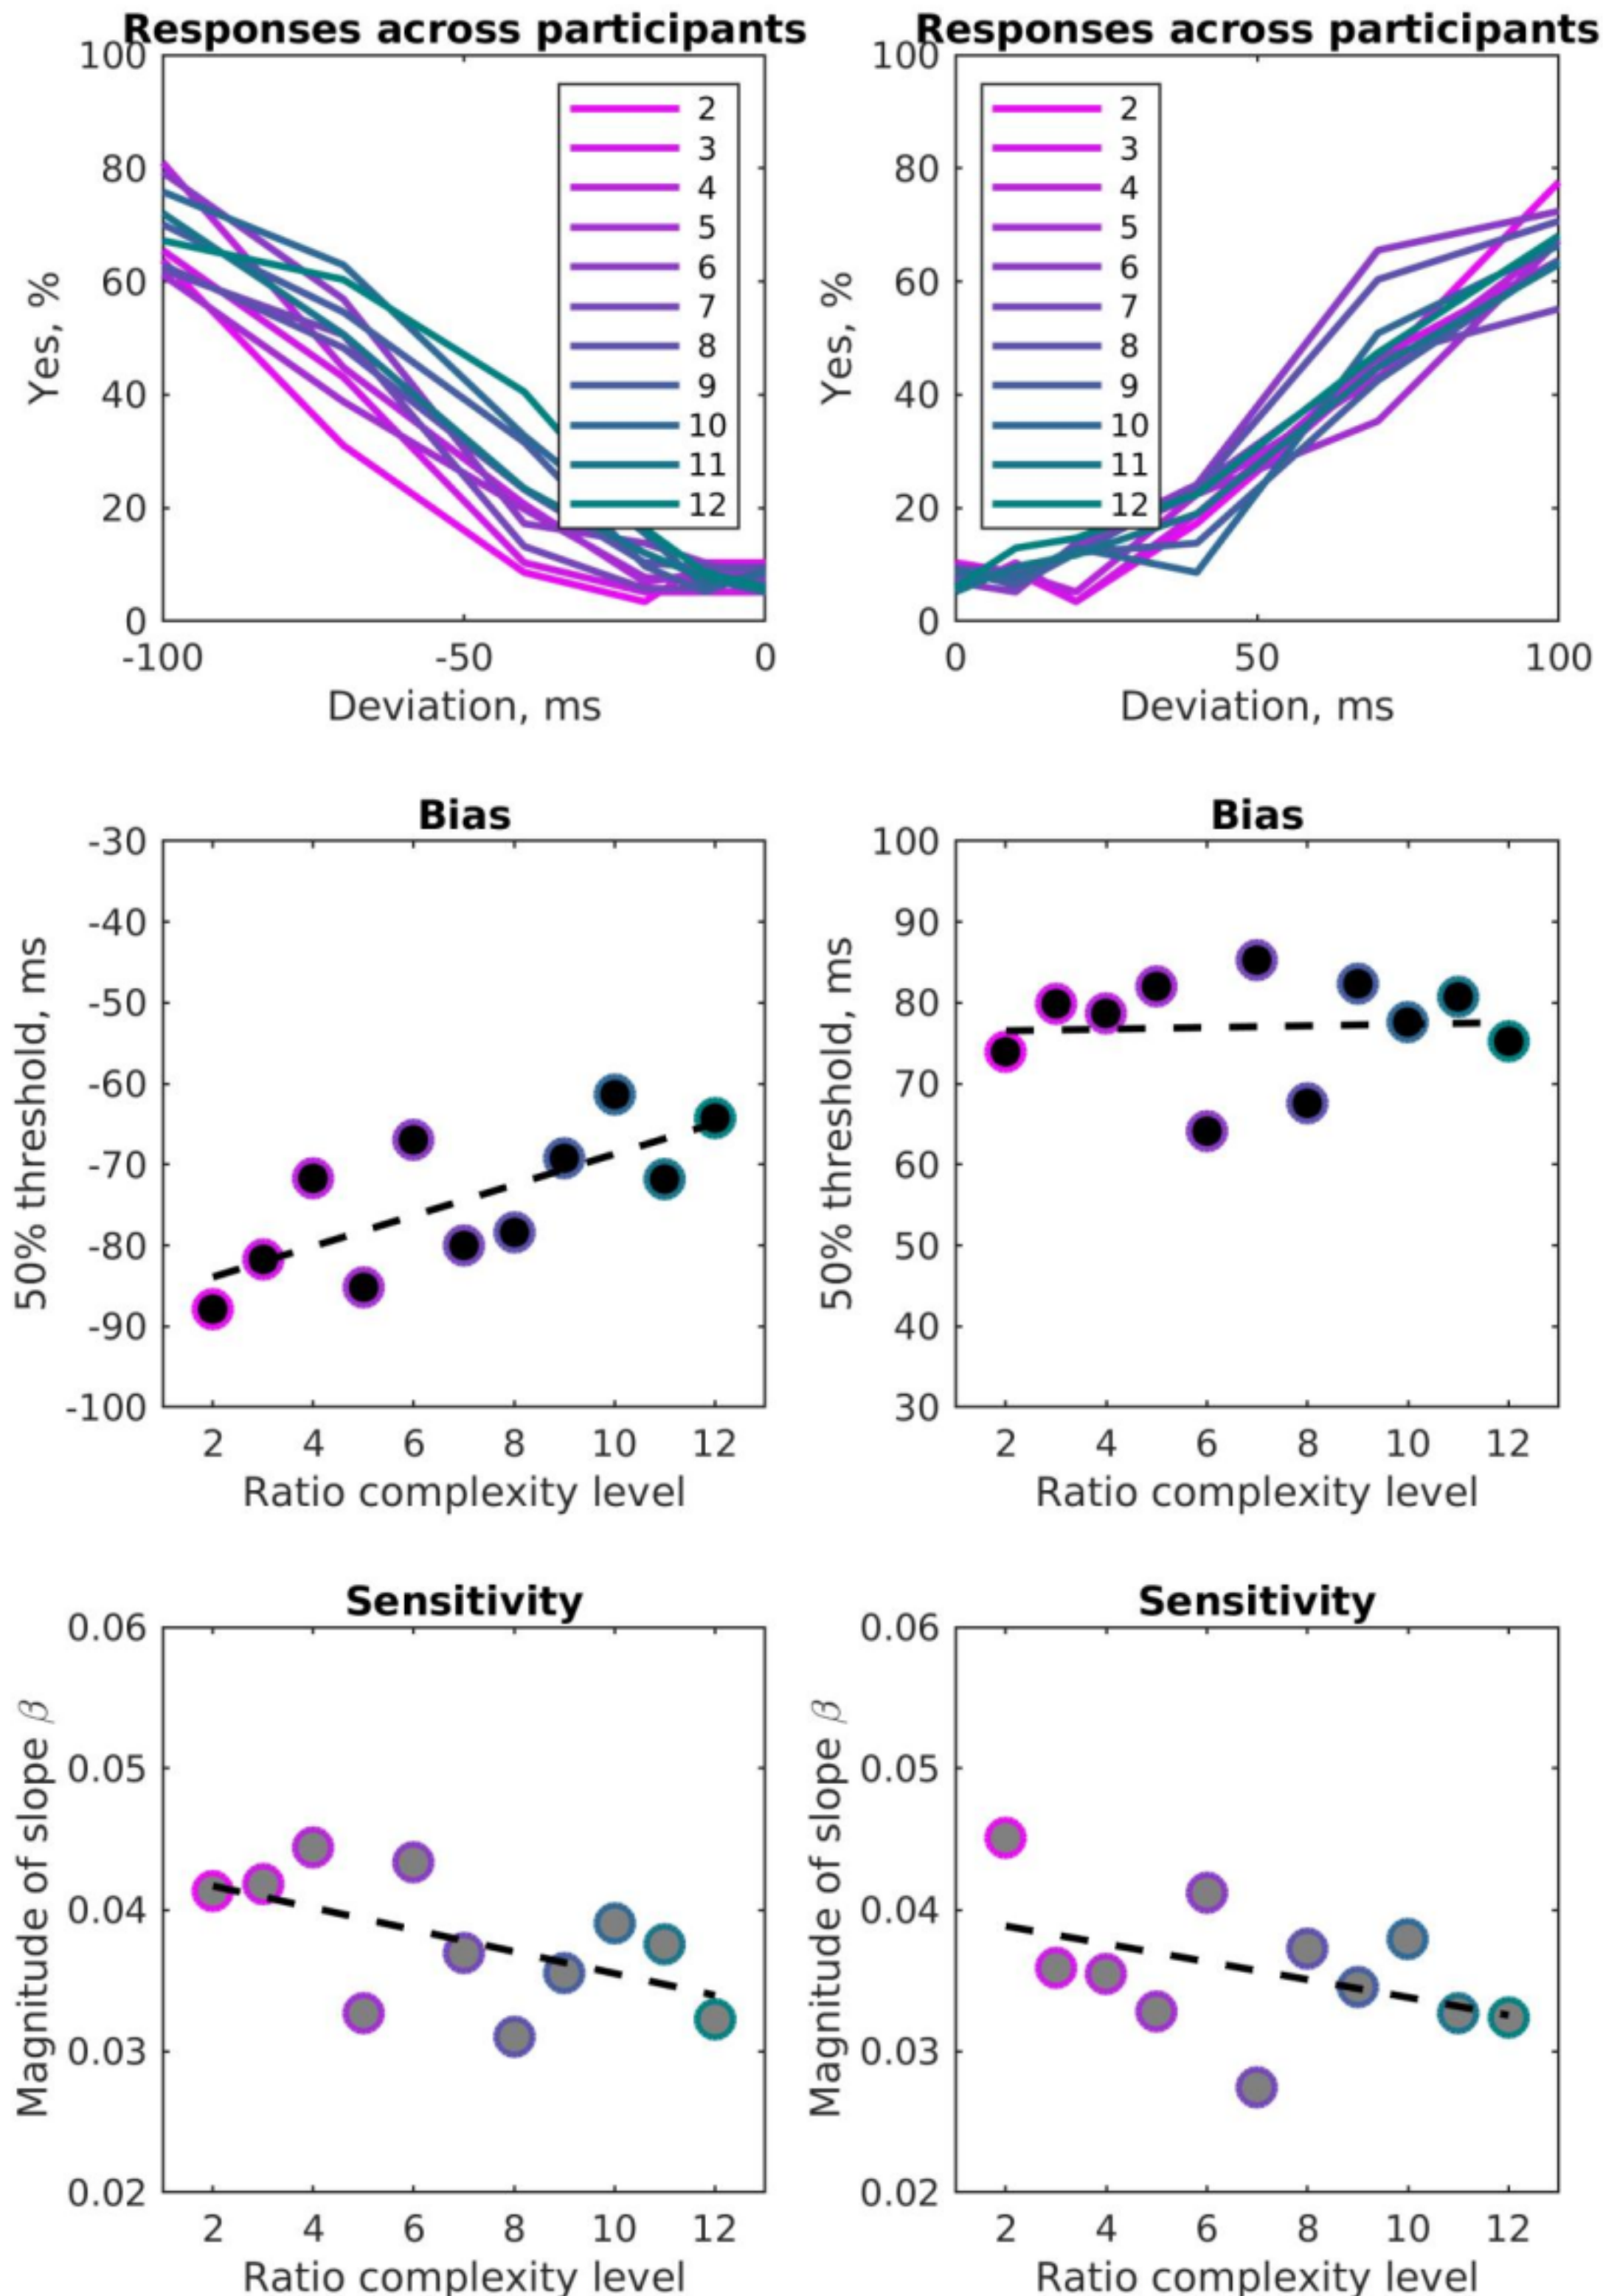 Responses across participants
100
80
60
40
20
0
Yes, %
2
3
4
5
6
7
8
9
10
11
12
-100 -50 0
Deviation, ms
Responses across participants
100
80
60
40
20
0
Yes, %
2
3
4
5
6
7
8
9
10
11
12
0 50 100
Deviation, ms
Bias
-30
-40
-50
-60
-70
-80
-90
-100
50% threshold, ms
2 4 6 8 10 12
Ratio complexity level
Bias
100
90
80
70
60
50
40
30
50% threshold, ms
2 4 6 8 10 12
Ratio complexity level
Sensitivity
0.06
0.05
0.04
0.03
0.02
Magnitude of slope β
2 4 6 8 10 12
Ratio complexity level
Sensitivity
0.06
0.05
0.04
0.03
0.02
Magnitude of slope β
2 4 6 8 10 12
Ratio complexity level